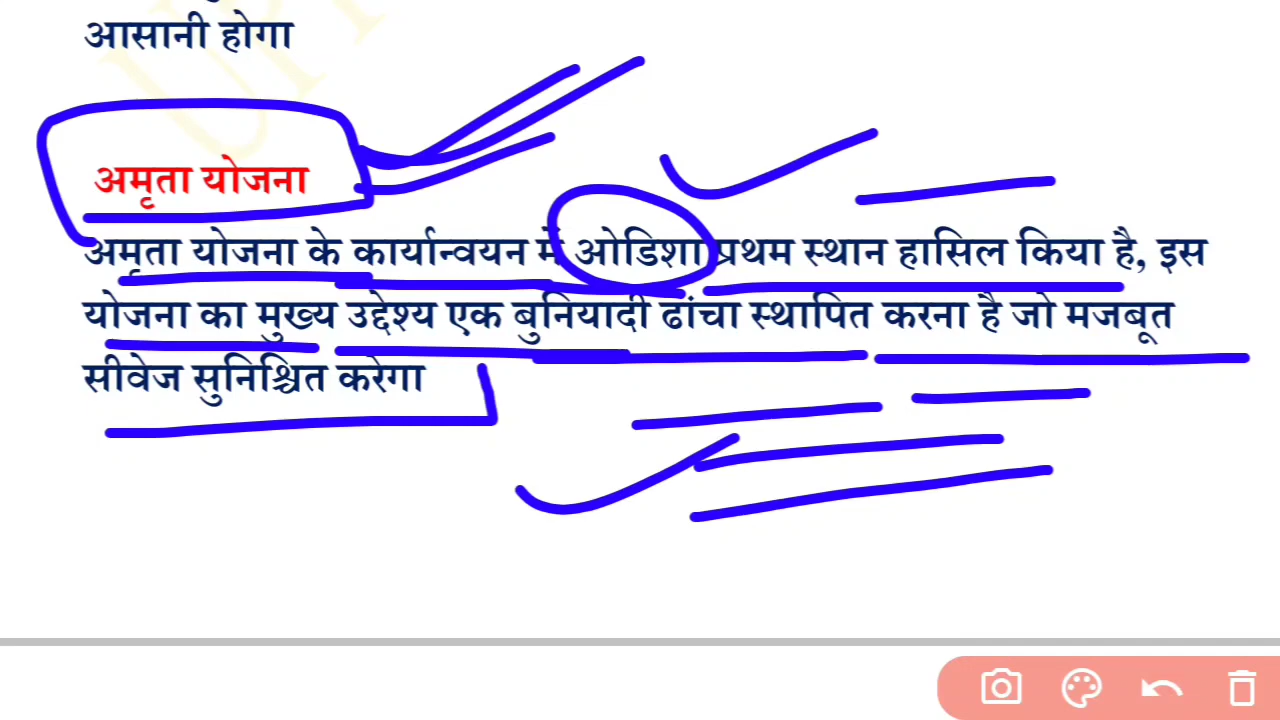 आसानी होगा
अमृता योजना
अमृता योजना के कार्यान्वयन में ओडिशा प्रथम स्थान हासिल किया है, इस
योजना का मुख्य उद्देश्य एक बुनियादी ढांचा स्थापित करना है जो मजबूत
सीवेज सुनिश्चित करेगा